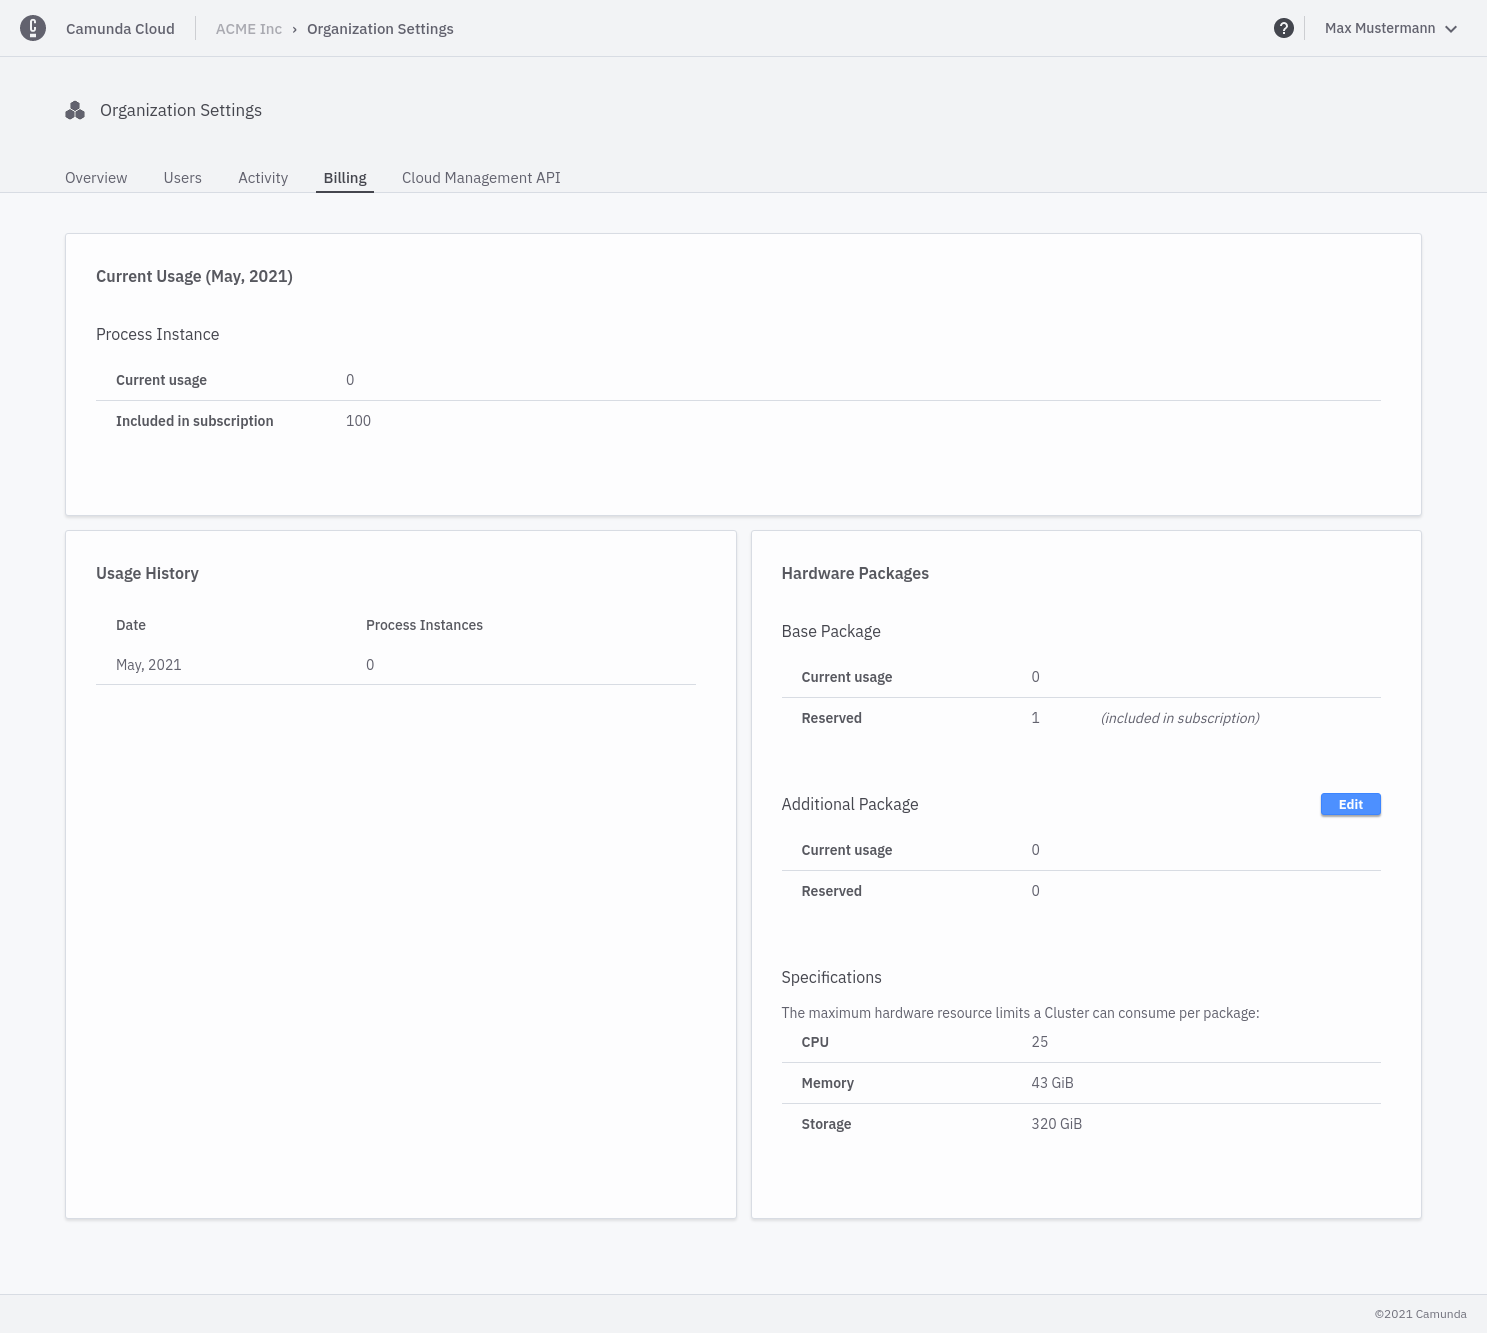 Camunda Cloud ACME Inc › Organization Settings Max Mustermann
Organization Settings
Overview Users Activity Billing Cloud Management API
Current Usage (May, 2021)
Process Instance
Current usage 0
Included in subscription 100
Usage History
Date Process Instances
May, 2021 0
Hardware Packages
Base Package
Current usage 0
Reserved 1 (included in subscription)
Additional Package Edit
Current usage 0
Reserved 0
Specifications
The maximum hardware resource limits a Cluster can consume per package:
CPU 25
Memory 43 GiB
Storage 320 GiB
©2021 Camunda